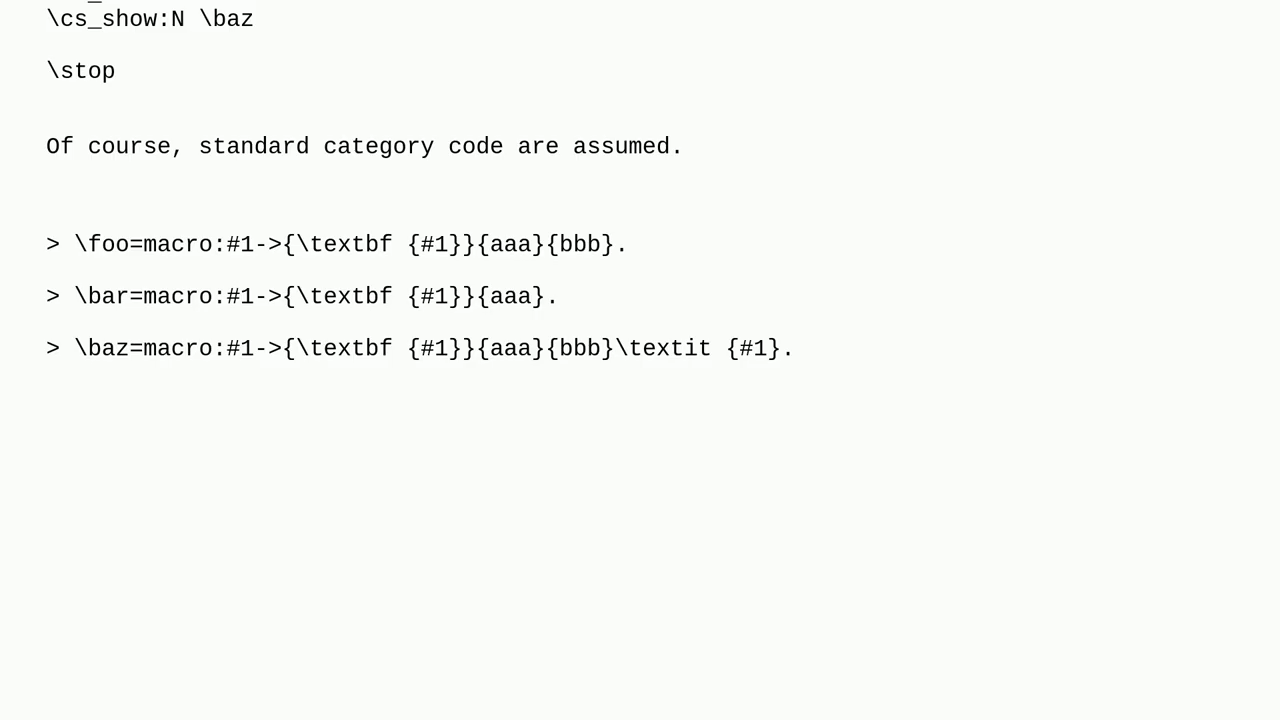 \cs_show:N \baz
\stop
Of course, standard category code are assumed.
> \foo=macro:#1->{\textbf {#1}}{aaa}{bbb}.
> \bar=macro:#1->{\textbf {#1}}{aaa}.
> \baz=macro:#1->{\textbf {#1}}{aaa}{bbb}\textit {#1}.